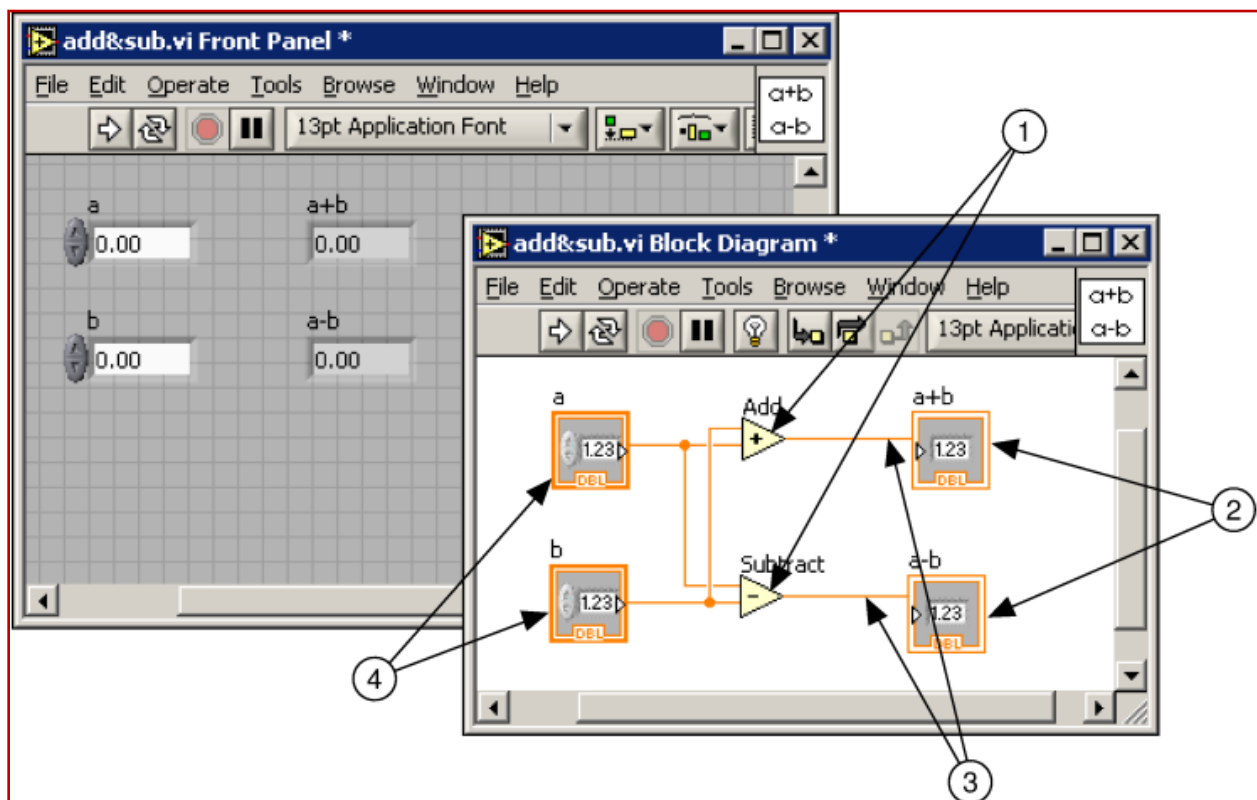 add&sub.vi Front Panel *
File Edit Operate Tools Browse Window Help
a+b
a-b
13pt Application Font
a
0.00
a+b
0.00
b
0.00
a-b
0.00
add&sub.vi Block Diagram *
File Edit Operate Tools Browse Window Help
a+b
a-b
13pt Applicati
a
1.23
DBL
Add
+
a+b
1.23
DBL
b
1.23
DBL
Subtract
-
a-b
1.23
DBL
1
2
3
4